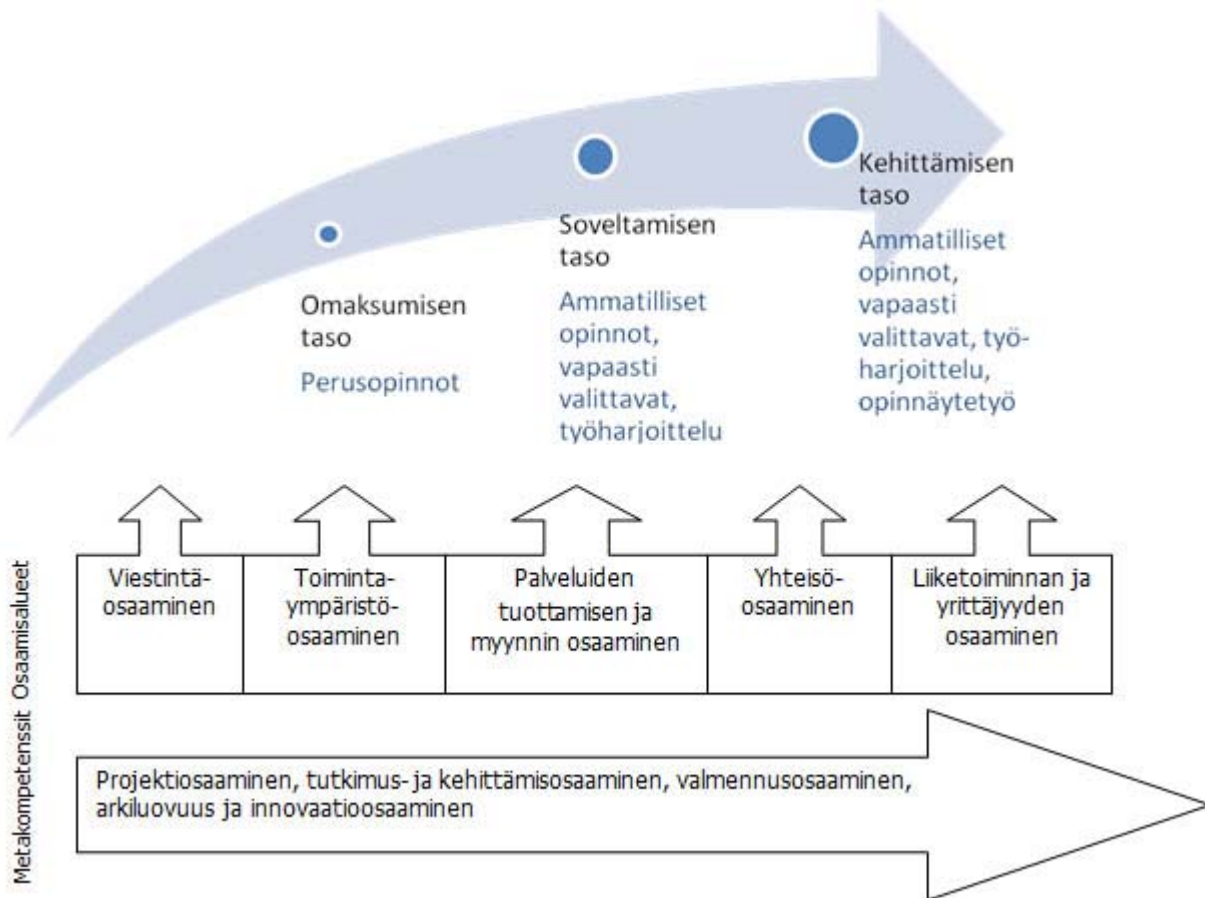 Omaksumisen
taso
Perusopinnot
Soveltamisen
taso
Ammatilliset
opinnot,
vapaasti
valittavat,
työharjoittelu
Kehittämisen
taso
Ammatilliset
opinnot,
vapaasti
valittavat, työ-
harjoittelu,
opinnäytetyö
Osaamisalueet
Viestintä-
osaaminen
Toiminta-
ympäristö-
osaaminen
Palveluiden
tuottamisen ja
myynnin osaaminen
Yhteisö-
osaaminen
Liiketoiminnan ja
yrittäjyyden
osaaminen
Metakompetenssit
Projektiosaaminen, tutkimus- ja kehittämisosaaminen, valmennusosaaminen,
arkiluovuus ja innovaatioosaaminen